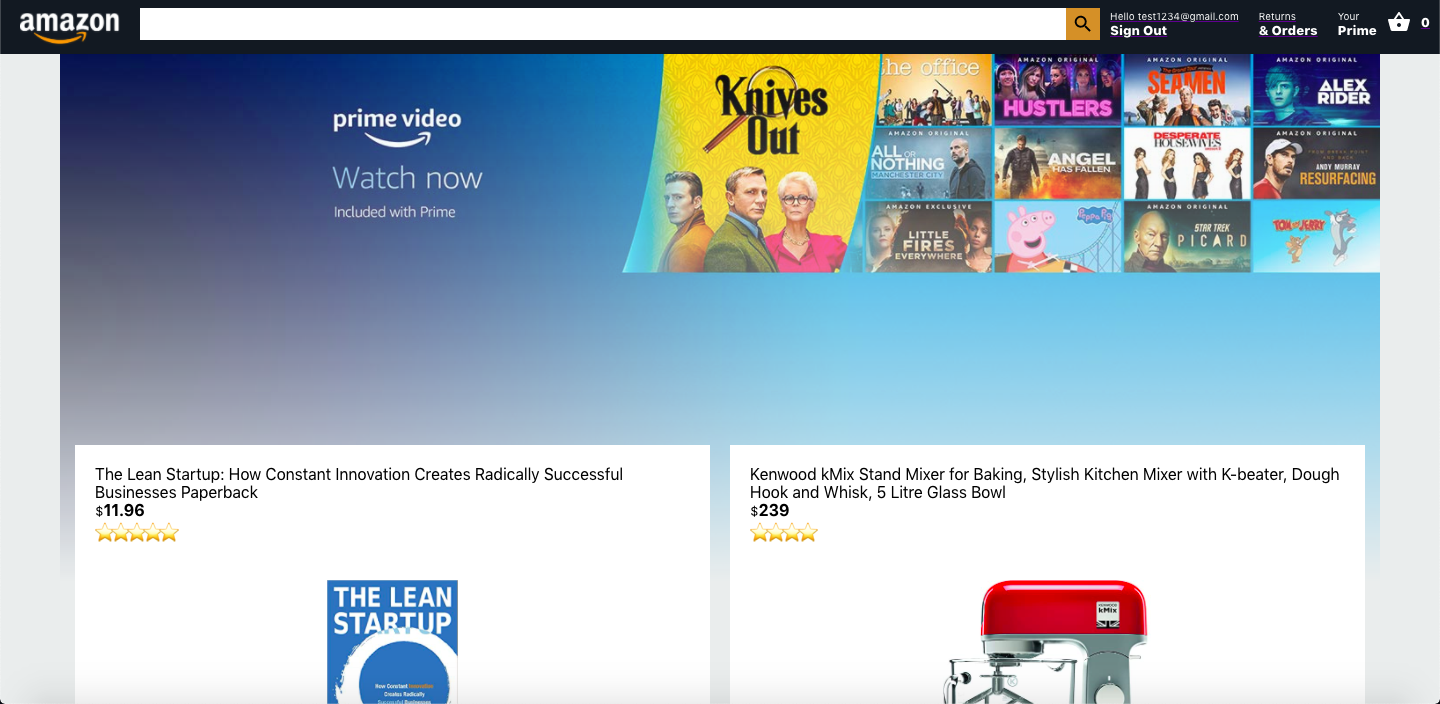 amazon
Hello test1234@gmail.com
Sign Out
Returns
& Orders
Your
Prime
0
prime video
Watch now
Included with Prime
Knives
Out
the office
AMAZON ORIGINAL
HUSTLERS
AMAZON ORIGINAL
The Grand Tour
SEAMEN
AMAZON ORIGINAL
ALEX
RIDER
AMAZON ORIGINAL
ALL OR
NOTHING
MANCHESTER CITY
ANGEL
HAS FALLEN
DESPERATE
HOUSEWIVES
AMAZON ORIGINAL
ANDY MURRAY
RESURFACING
AMAZON EXCLUSIVE
LITTLE
FIRES
EVERYWHERE
Peppa Pig
AMAZON ORIGINAL
STAR TREK
PICARD
TOM and JERRY
The Lean Startup: How Constant Innovation Creates Radically Successful
Businesses Paperback
$11.96
THE LEAN
STARTUP
How Constant Innovation
Creates Radically
Successful Businesses
Kenwood kMix Stand Mixer for Baking, Stylish Kitchen Mixer with K-beater, Dough
Hook and Whisk, 5 Litre Glass Bowl
$239
KENWOOD
kMix